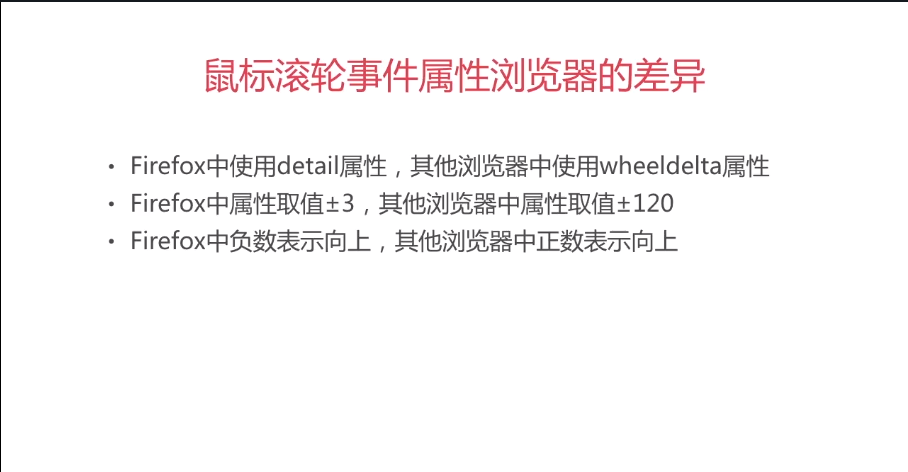 鼠标滚轮事件属性浏览器的差异
• Firefox中使用detail属性，其他浏览器中使用wheeldelta属性
• Firefox中属性取值±3，其他浏览器中属性取值±120
• Firefox中负数表示向上，其他浏览器中正数表示向上